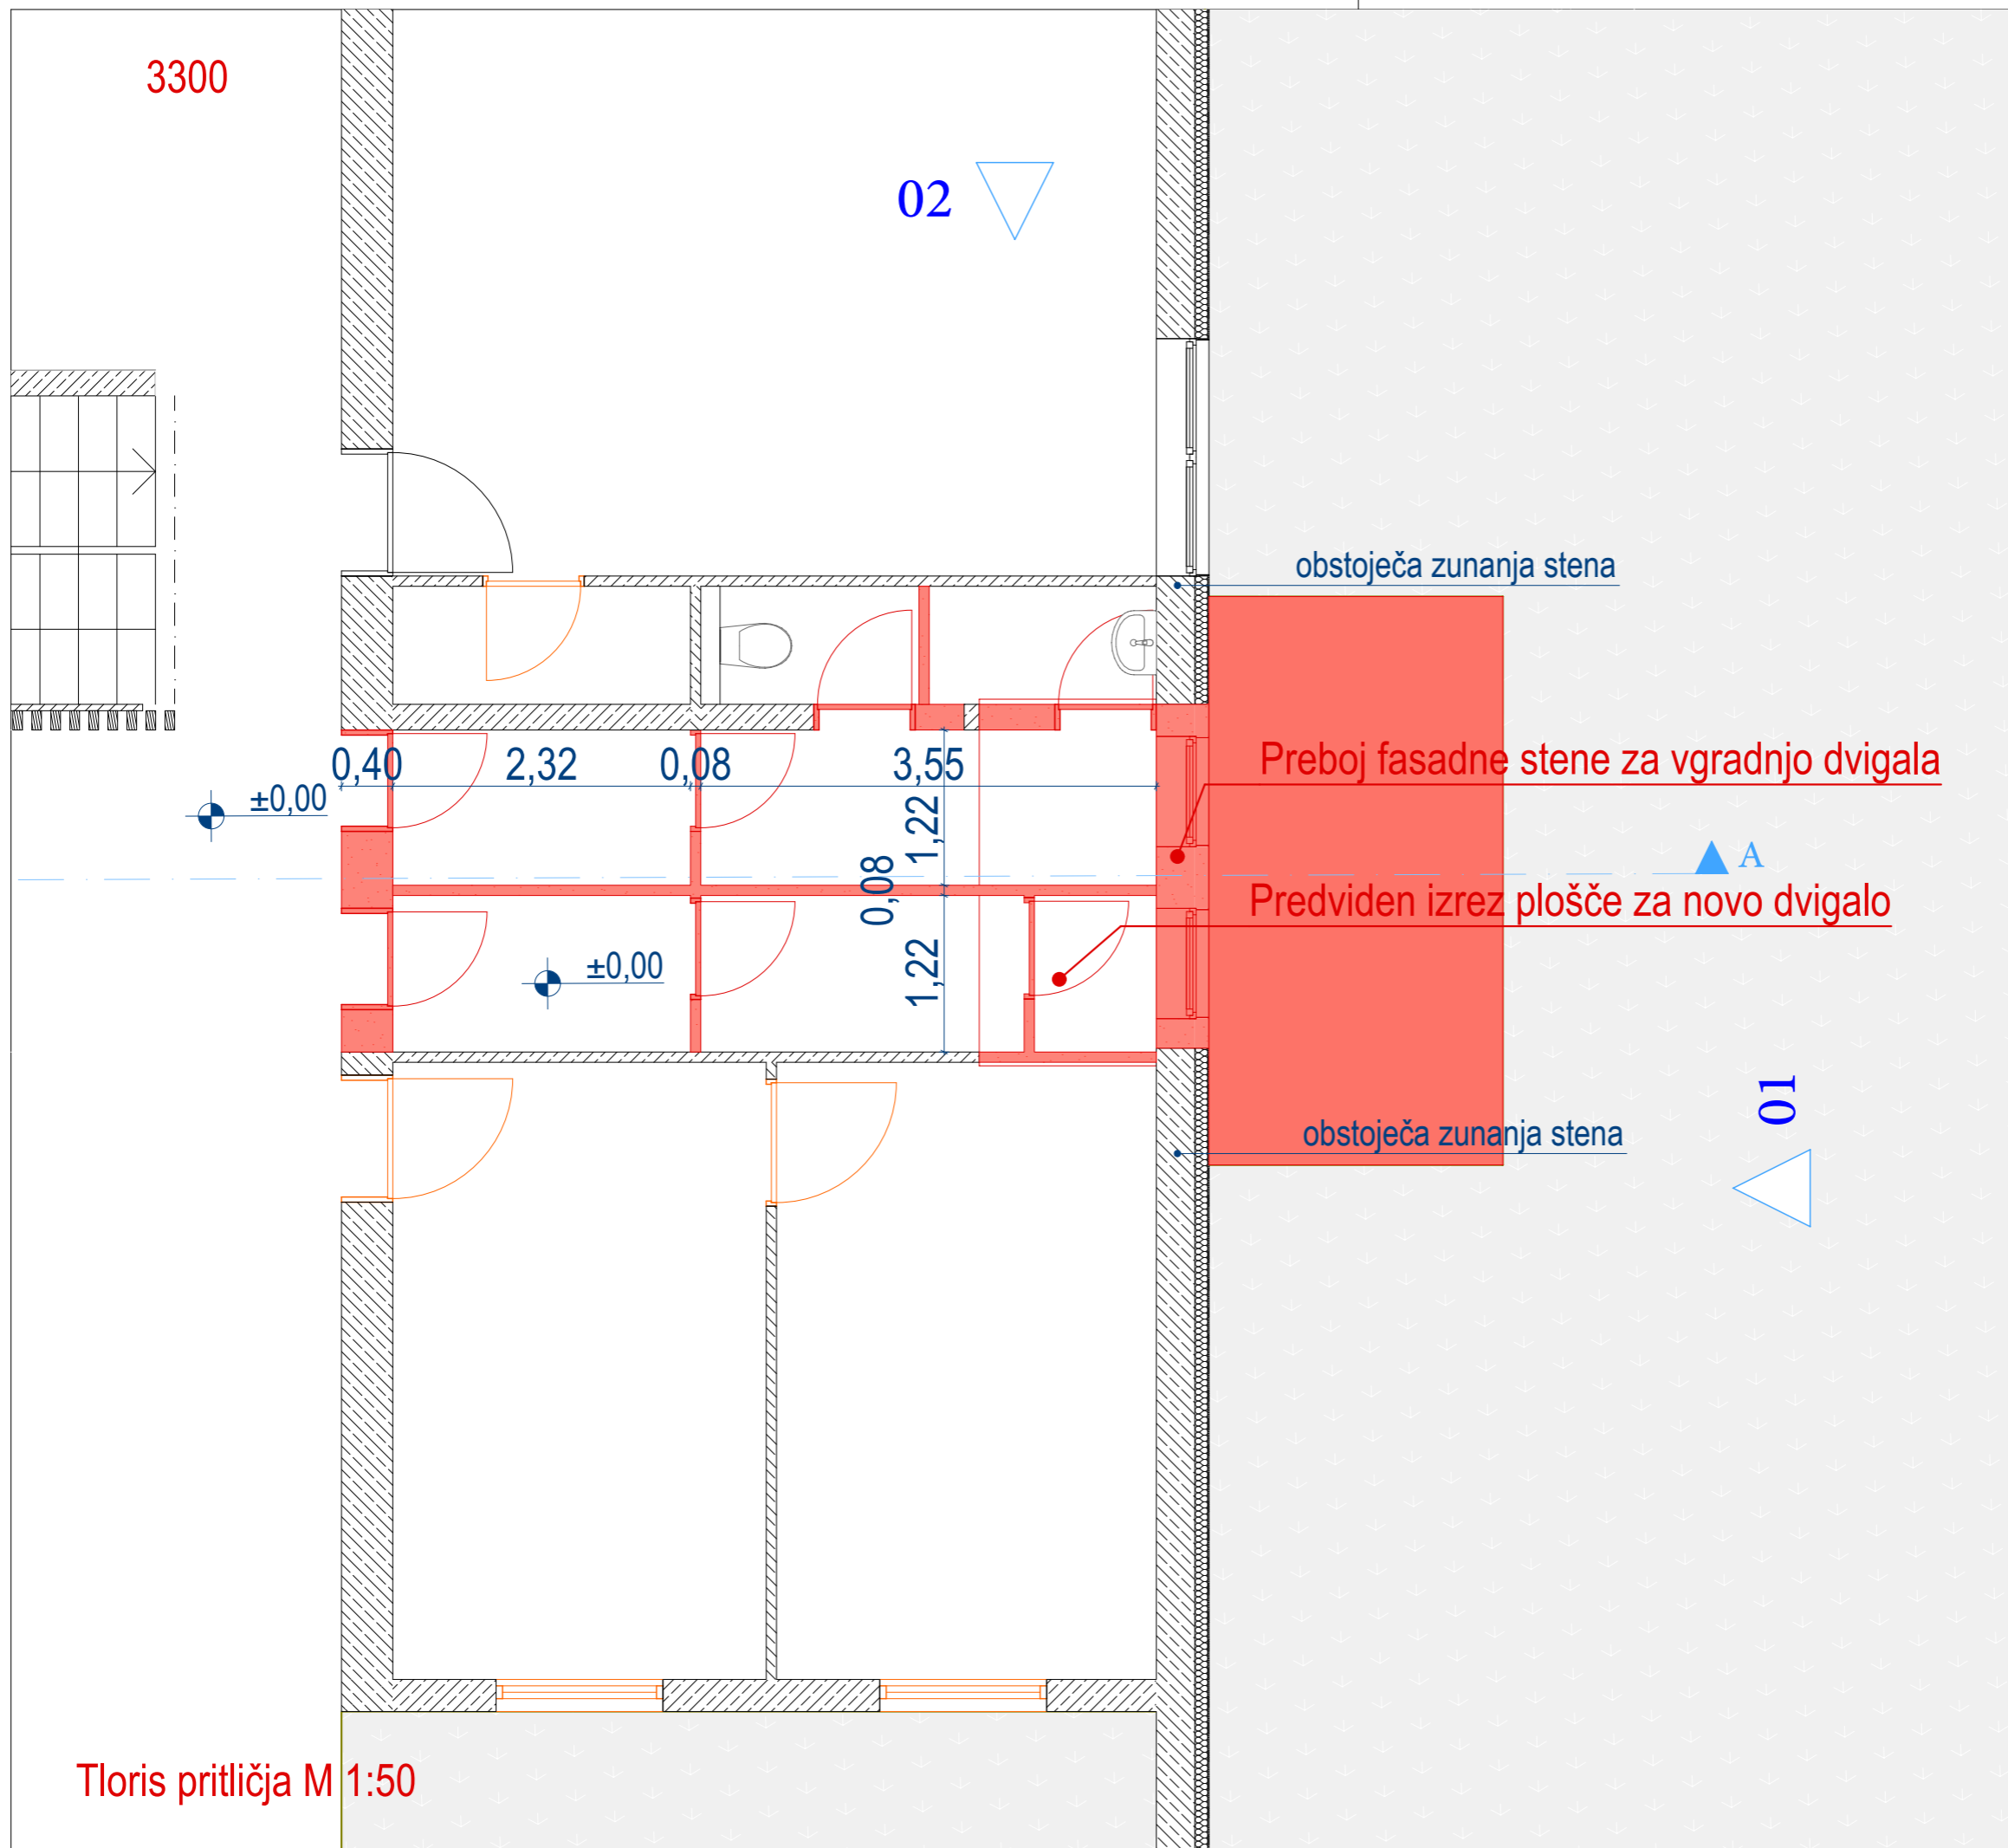 3300
02
obstoječa zunanja stena
0,40
2,32
0,08
3,55
Preboj fasadne stene za vgradnjo dvigala
±0,00
1,22
0,08
A
Predviden izrez plošče za novo dvigalo
1,22
±0,00
01
obstoječa zunanja stena
Tloris pritličja M 1:50